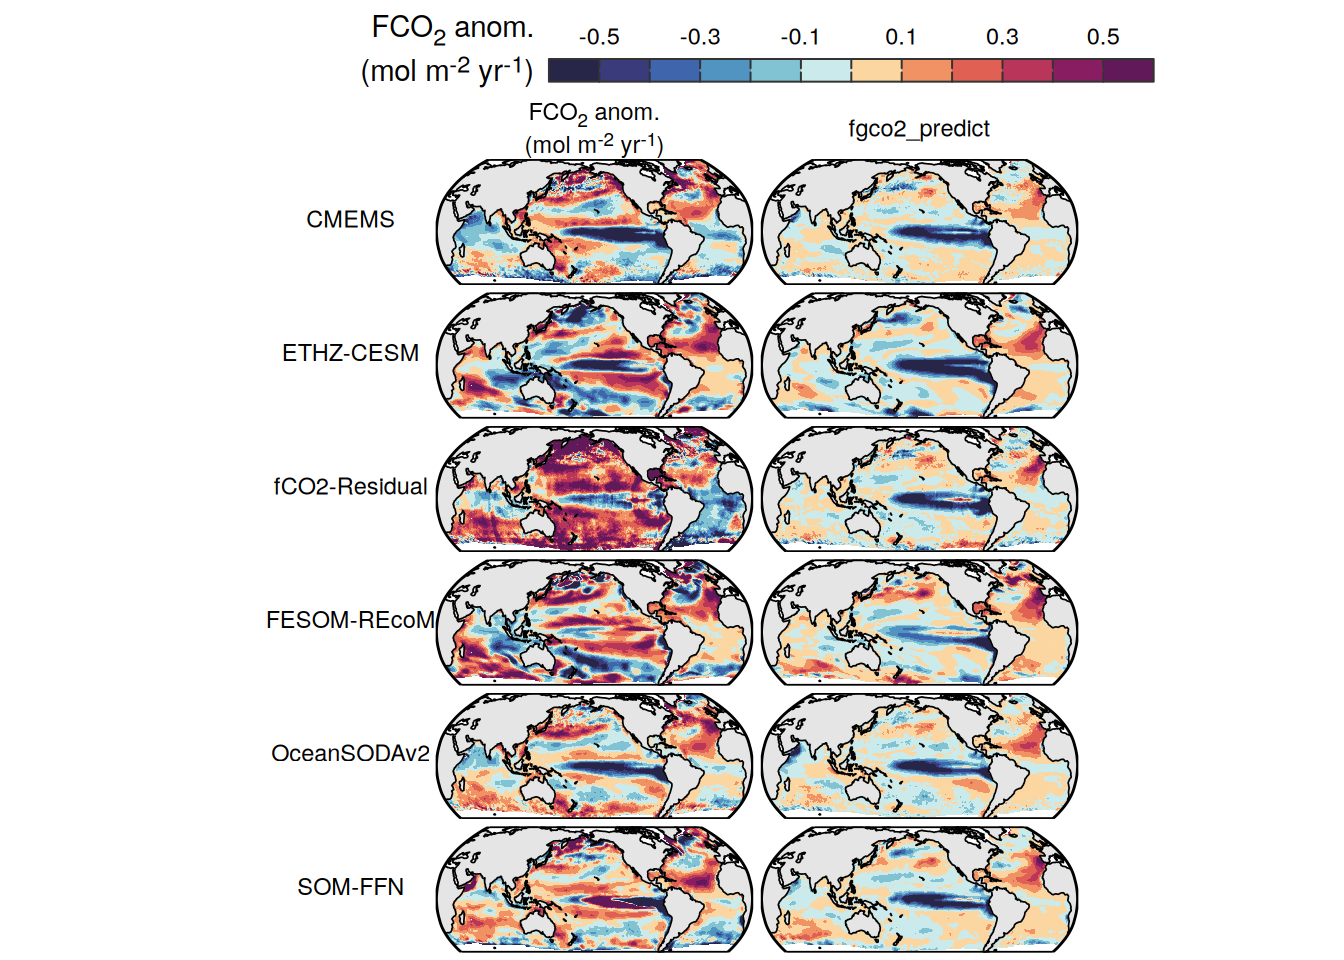 FCO2 anom.
(mol m-2 yr-1)
-0.5 -0.3 -0.1 0.1 0.3 0.5
FCO2 anom.
(mol m-2 yr-1)
fgco2_predict
CMEMS
ETHZ-CESM
fCO2-Residual
FESOM-REcoM
OceanSODAv2
SOM-FFN